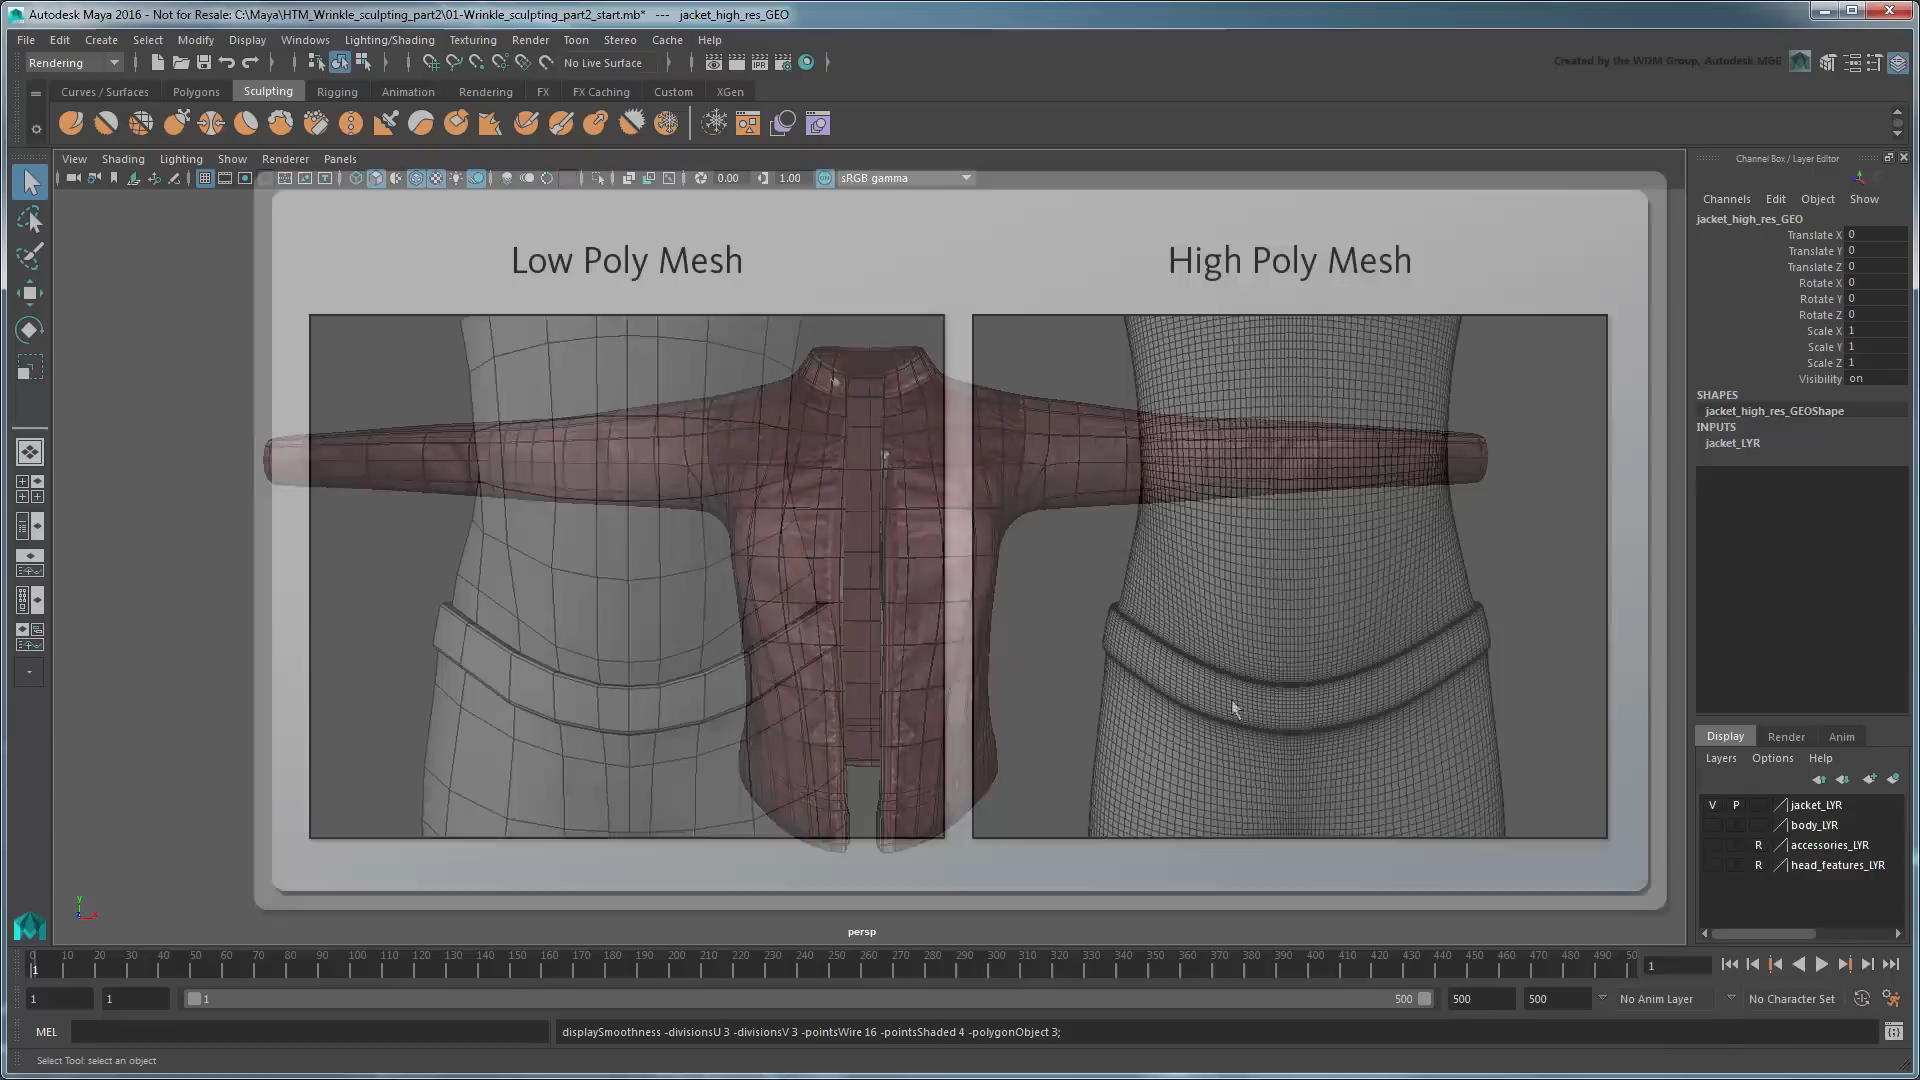 Autodesk Maya 2016 - Not for Resale: C:\Maya\HTM_Wrinkle_sculpting_part2\01-Wrinkle_sculpting_part2_start.mb* --- jacket_high_res_GEO
File Edit Create Select Modify Display Windows Lighting/Shading Texturing Render Toon Stereo Cache Help
Rendering No Live Surface Created by the WDM Group, Autodesk MGE
Curves / Surfaces Polygons Sculpting Rigging Animation Rendering FX FX Caching Custom XGen
View Shading Lighting Show Renderer Panels
Channel Box / Layer Editor
0.00 1.00 sRGB gamma
Channels Edit Object Show
jacket_high_res_GEO
Translate X 0
Translate Y 0
Translate Z 0
Rotate X 0
Rotate Y 0
Rotate Z 0
Scale X 1
Scale Y 1
Scale Z 1
Visibility on
SHAPES
jacket_high_res_GEOShape
INPUTS
jacket_LYR
Low Poly Mesh
High Poly Mesh
Display Render Anim
Layers Options Help
V P jacket_LYR
body_LYR
R accessories_LYR
R head_features_LYR
y
x
persp
0 10 20 30 40 50 60 70 80 90 100 110 120 130 140 150 160 170 180 190 200 210 220 230 240 250 260 270 280 290 300 310 320 330 340 350 360 370 380 390 400 410 420 430 440 450 460 470 480 490 50
1 1
1 1 1 500 500 500 No Anim Layer No Character Set
MEL displaySmoothness -divisionsU 3 -divisionsV 3 -pointsWire 16 -pointsShaded 4 -polygonObject 3;
Select Tool: select an object